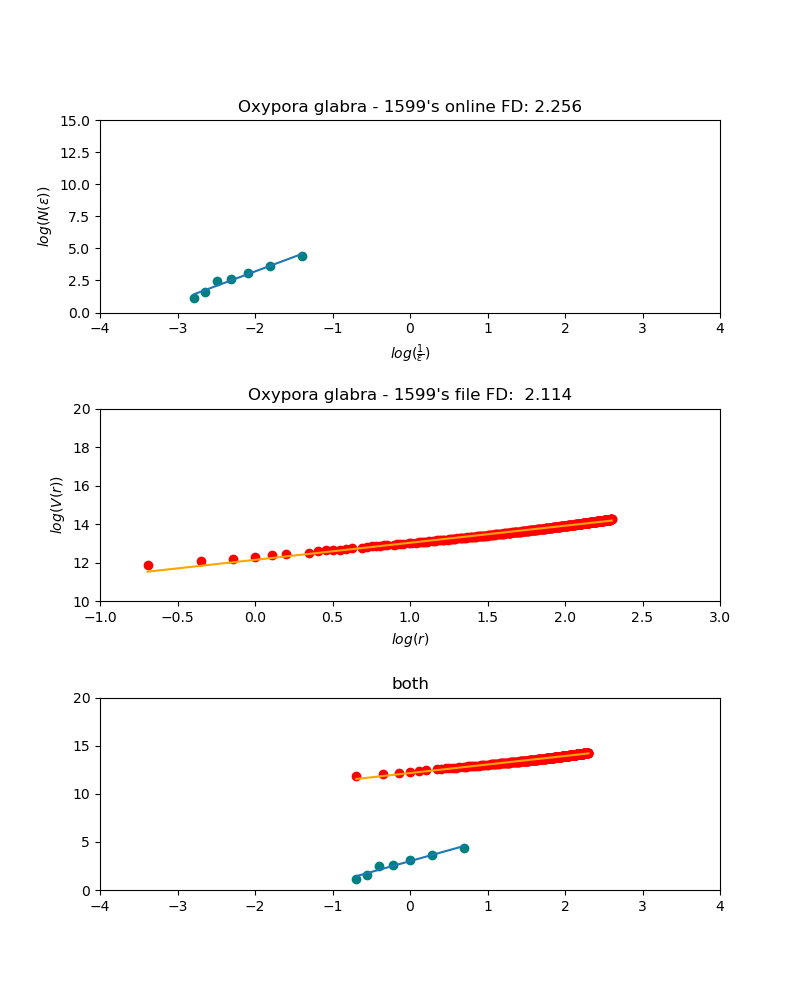 Oxypora glabra - 1599's online FD: 2.256
15.0
12.5
10.0
7.5
5.0
2.5
0.0
log(N(ε))
−4 −3 −2 −1 0 1 2 3 4
log(1/ε)
Oxypora glabra - 1599's file FD:  2.114
20
18
16
14
12
10
log(V(r))
−1.0 −0.5 0.0 0.5 1.0 1.5 2.0 2.5 3.0
log(r)
both
20
15
10
5
0
−4 −3 −2 −1 0 1 2 3 4